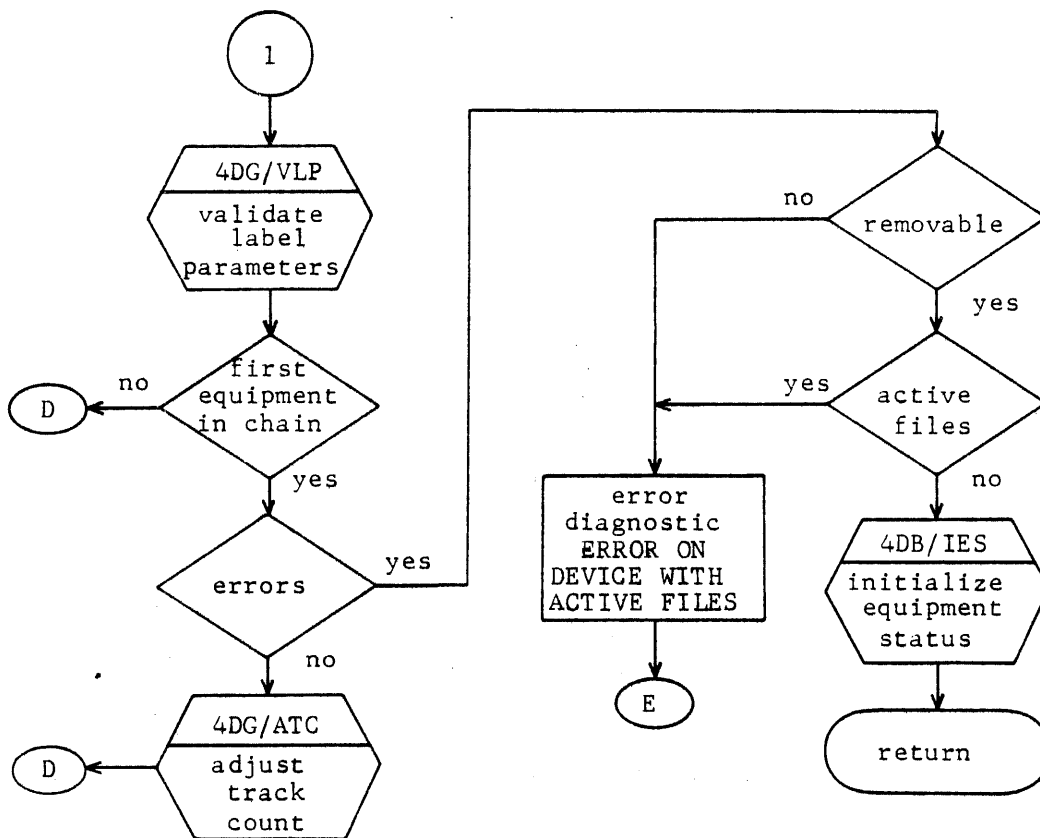 1
4DG/VLP
validate
label
parameters
no
first
equipment
in chain
D
yes
errors
yes
no
4DG/ATC
adjust
track
count
D
removable
no
yes
active
files
yes
no
error
diagnostic
ERROR ON
DEVICE WITH
ACTIVE FILES
E
4DB/IES
initialize
equipment
status
return